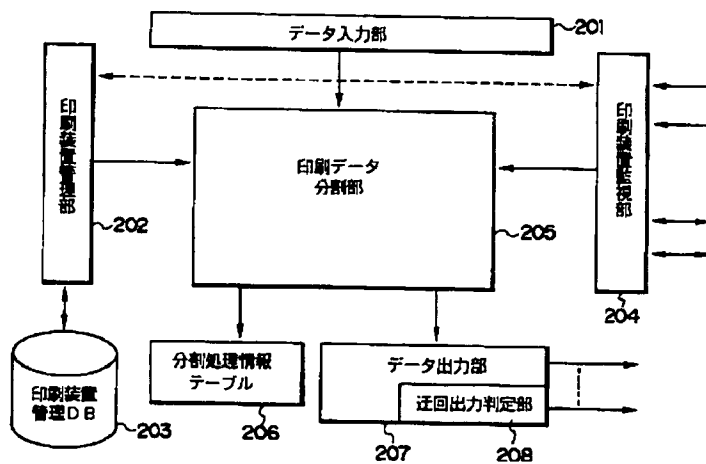 データ入力部
201
印刷装置管理部
202
印刷データ
分割部
205
印刷装置監視部
204
印刷装置
管理DB
203
分割処理情報
テーブル
206
データ出力部
迂回出力判定部
207
208